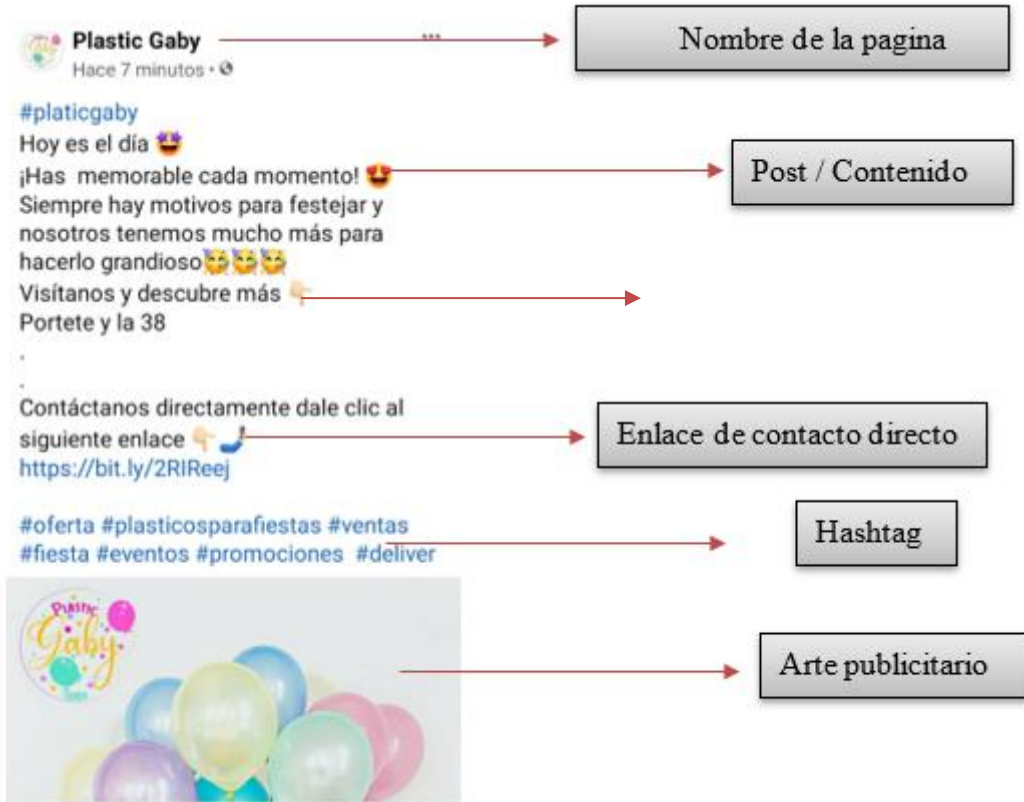 Plastic Gaby
Nombre de la pagina
Hace 7 minutos
#platicgaby
Hoy es el día 🤩
¡Has memorable cada momento! 😍
Post / Contenido
Siempre hay motivos para festejar y
nosotros tenemos mucho más para
hacerlo grandioso🥳🥳🥳
Visítanos y descubre más 👇🏻
Portete y la 38
.
.
Contáctanos directamente dale clic al
siguiente enlace 👇🏻🤳
Enlace de contacto directo
https://bit.ly/2RlReej
#oferta #plasticosparafiestas #ventas
#fiesta #eventos #promociones #deliver
Hashtag
Plastic
Gaby
Arte publicitario